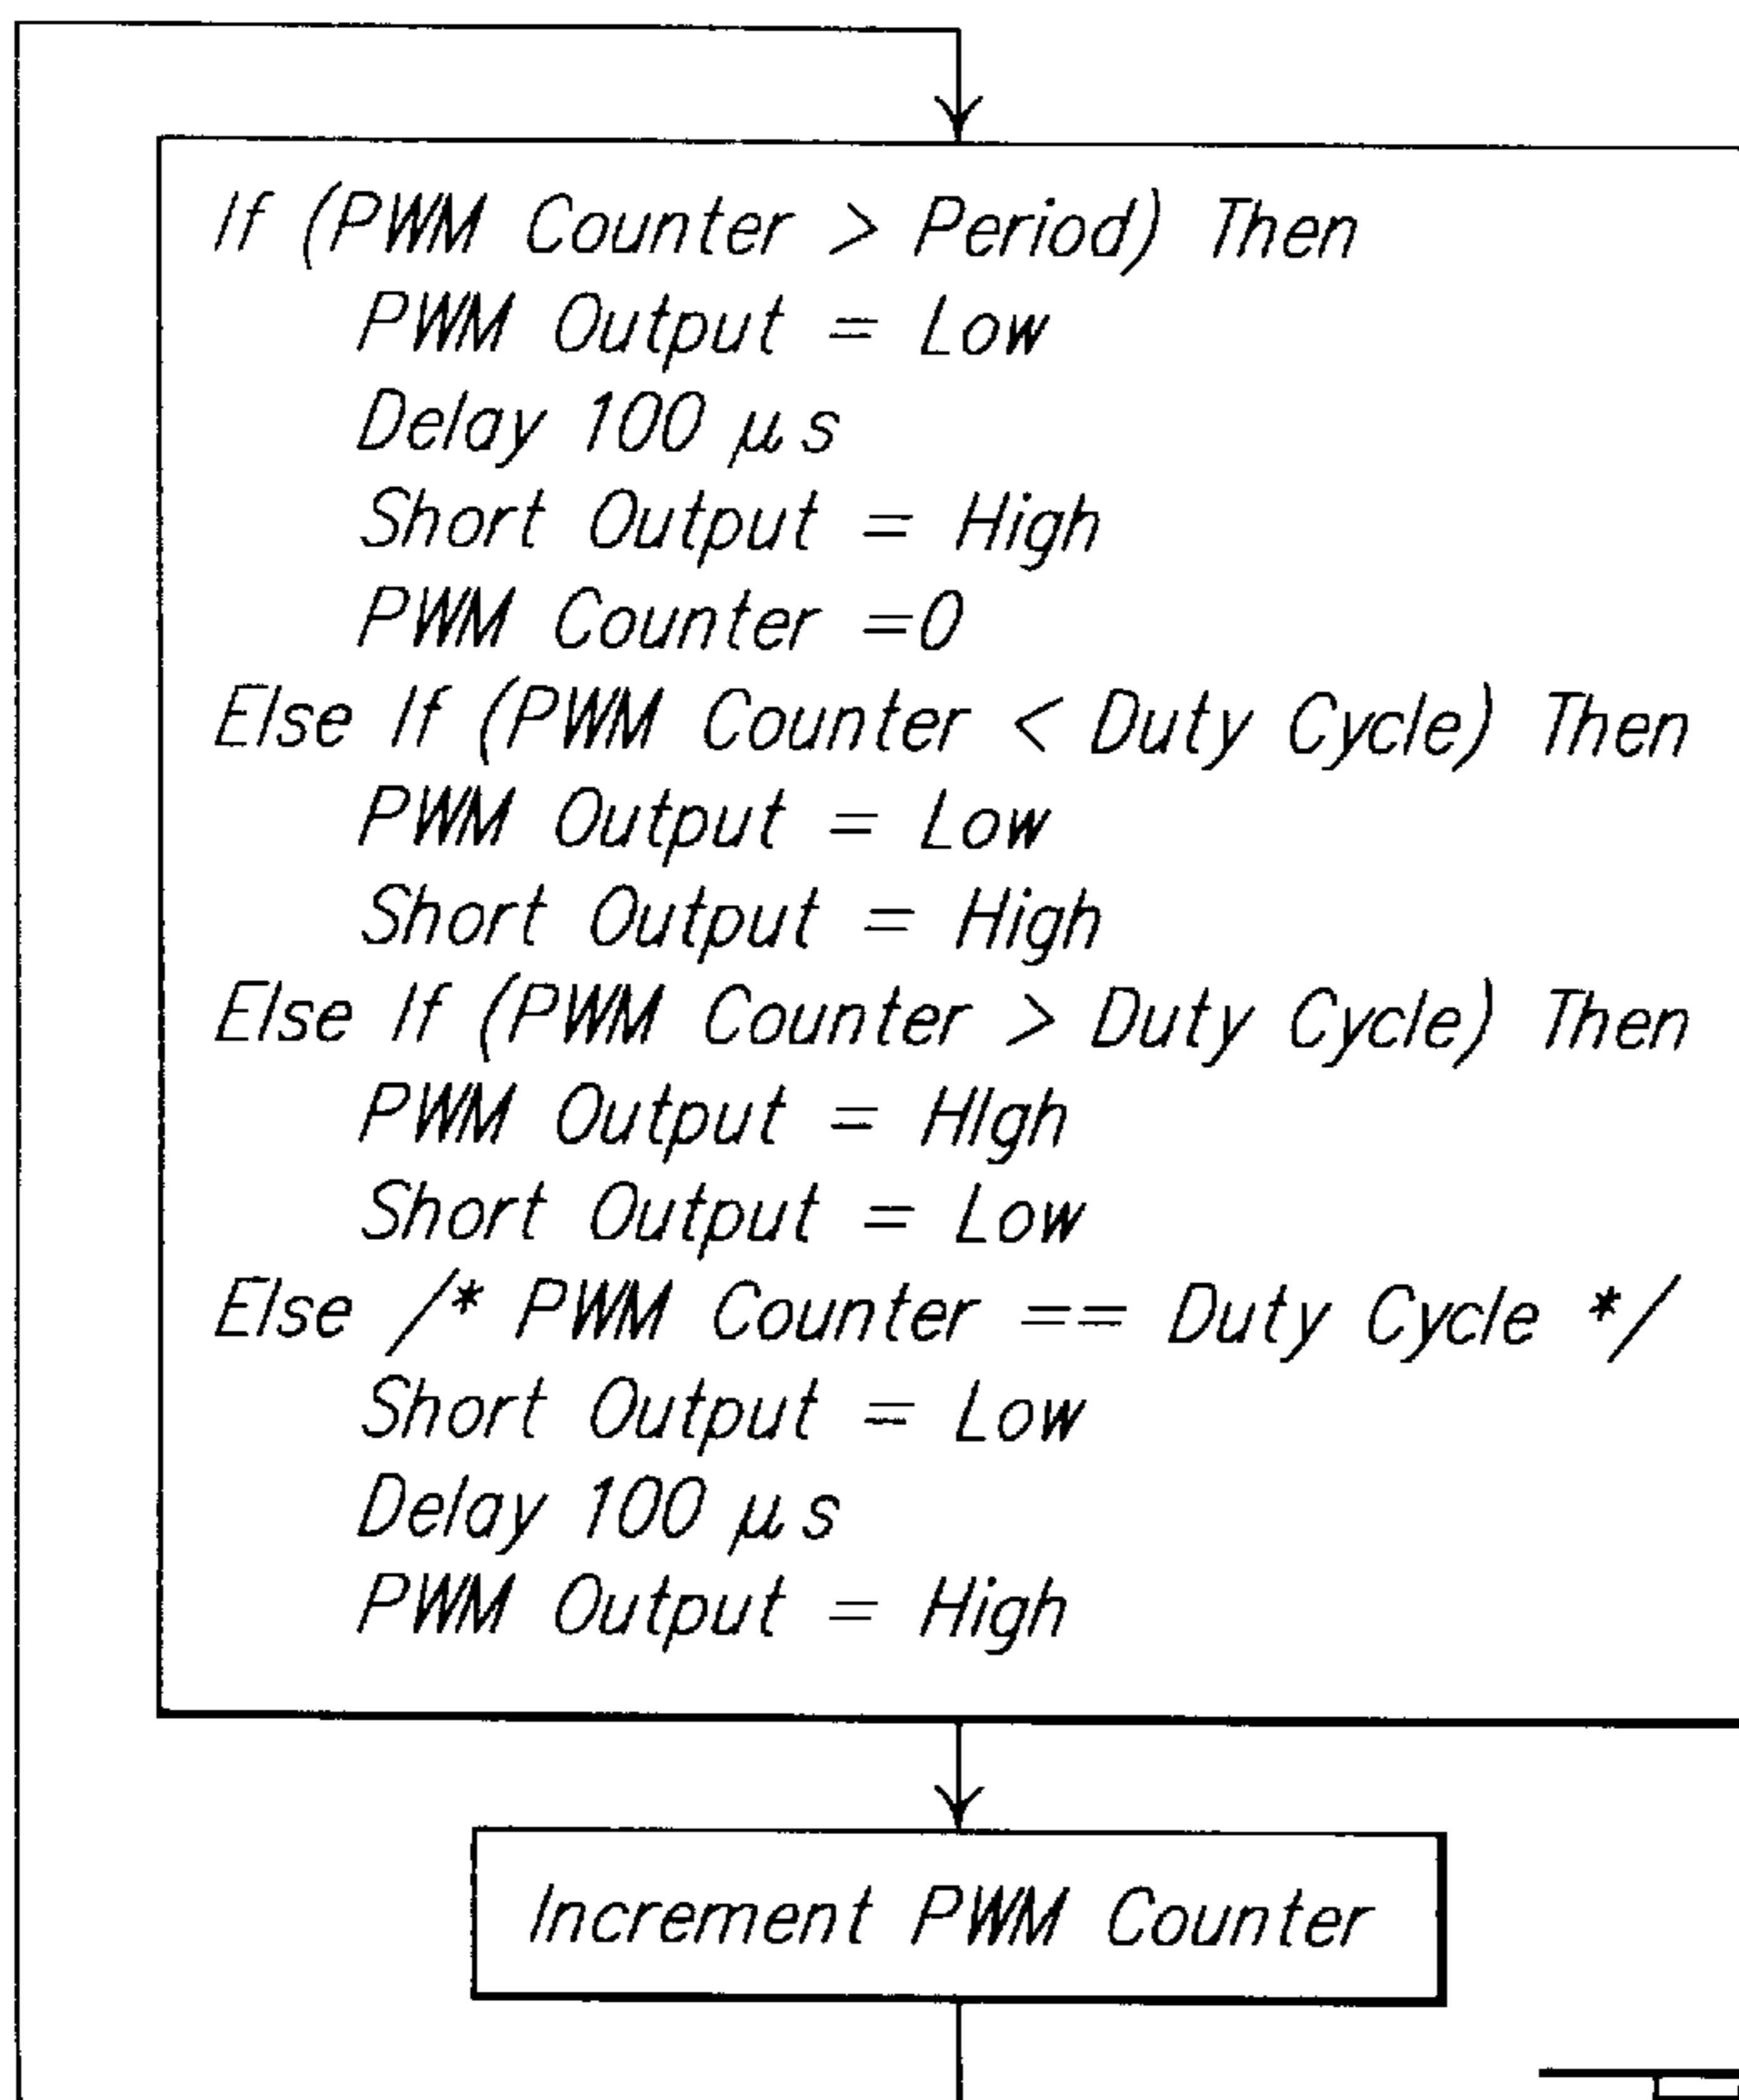 If (PWM Counter > Period) Then
PWM Output = Low
Delay 100 μs
Short Output = High
PWM Counter =0
Else If (PWM Counter < Duty Cycle) Then
PWM Output = Low
Short Output = High
Else If (PWM Counter > Duty Cycle) Then
PWM Output = HIgh
Short Output = Low
Else /* PWM Counter == Duty Cycle */
Short Output = Low
Delay 100 μs
PWM Output = High
Increment PWM Counter